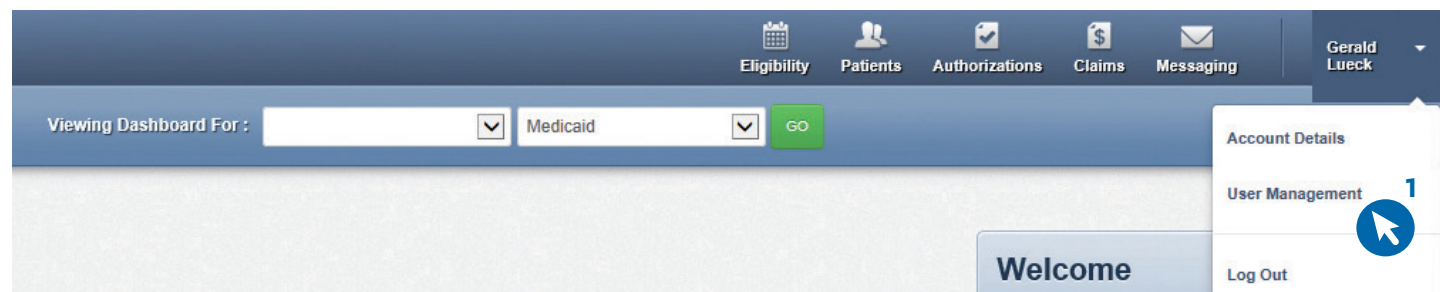 Eligibility Patients Authorizations Claims Messaging
Gerald
Lueck
Viewing Dashboard For :
Medicaid
GO
Account Details
User Management 1
Welcome
Log Out